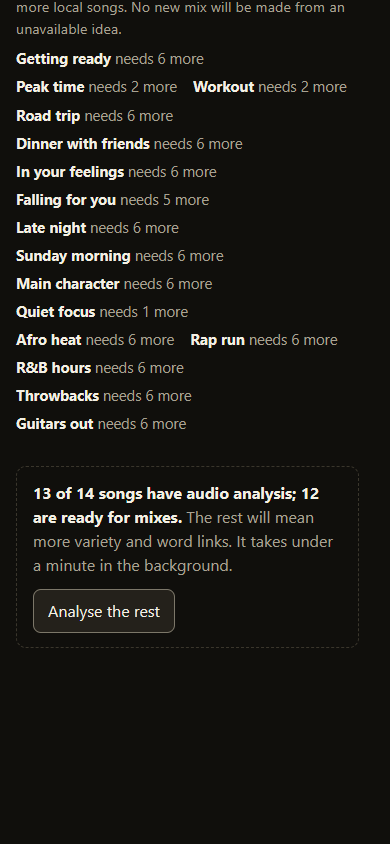 more local songs. No new mix will be made from an
unavailable idea.
Getting ready needs 6 more
Peak time needs 2 more Workout needs 2 more
Road trip needs 6 more
Dinner with friends needs 6 more
In your feelings needs 6 more
Falling for you needs 5 more
Late night needs 6 more
Sunday morning needs 6 more
Main character needs 6 more
Quiet focus needs 1 more
Afro heat needs 6 more Rap run needs 6 more
R&B hours needs 6 more
Throwbacks needs 6 more
Guitars out needs 6 more
13 of 14 songs have audio analysis; 12
are ready for mixes. The rest will mean
more variety and word links. It takes under
a minute in the background.
Analyse the rest